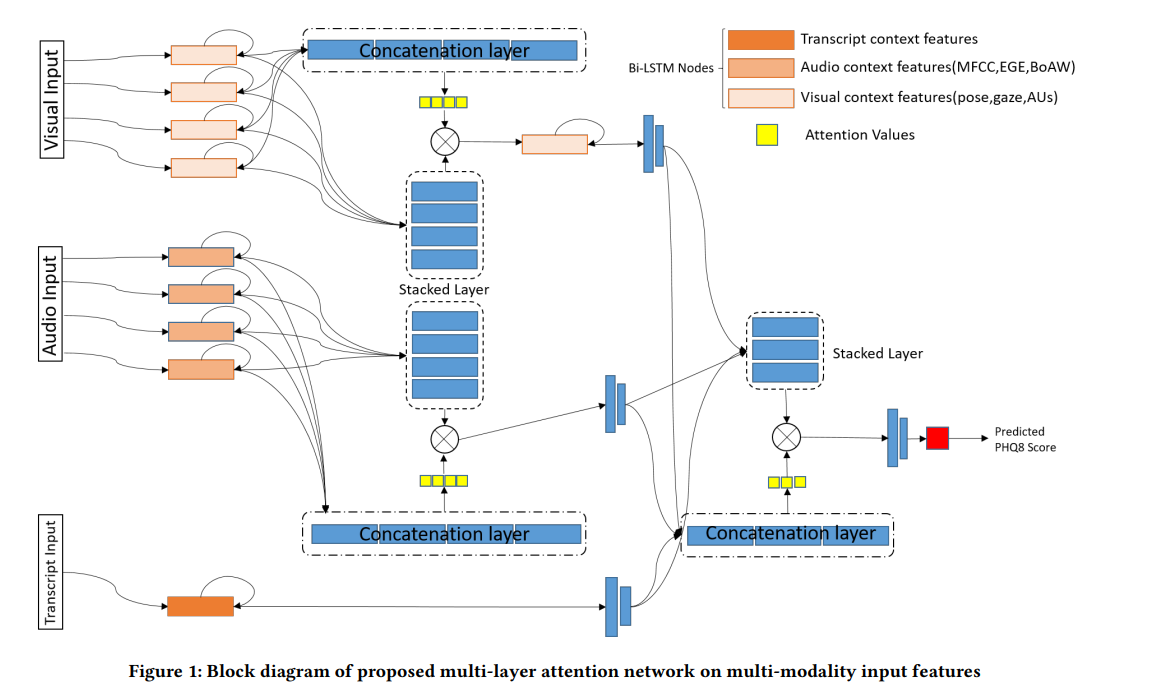 Visual Input
Concatenation layer
Bi-LSTM Nodes
Transcript context features
Audio context features(MFCC,EGE,BoAW)
Visual context features(pose,gaze,AUs)
Attention Values
Audio Input
Stacked Layer
Stacked Layer
Predicted
PHQ8 Score
Transcript Input
Concatenation layer
Concatenation layer
Figure 1: Block diagram of proposed multi-layer attention network on multi-modality input features